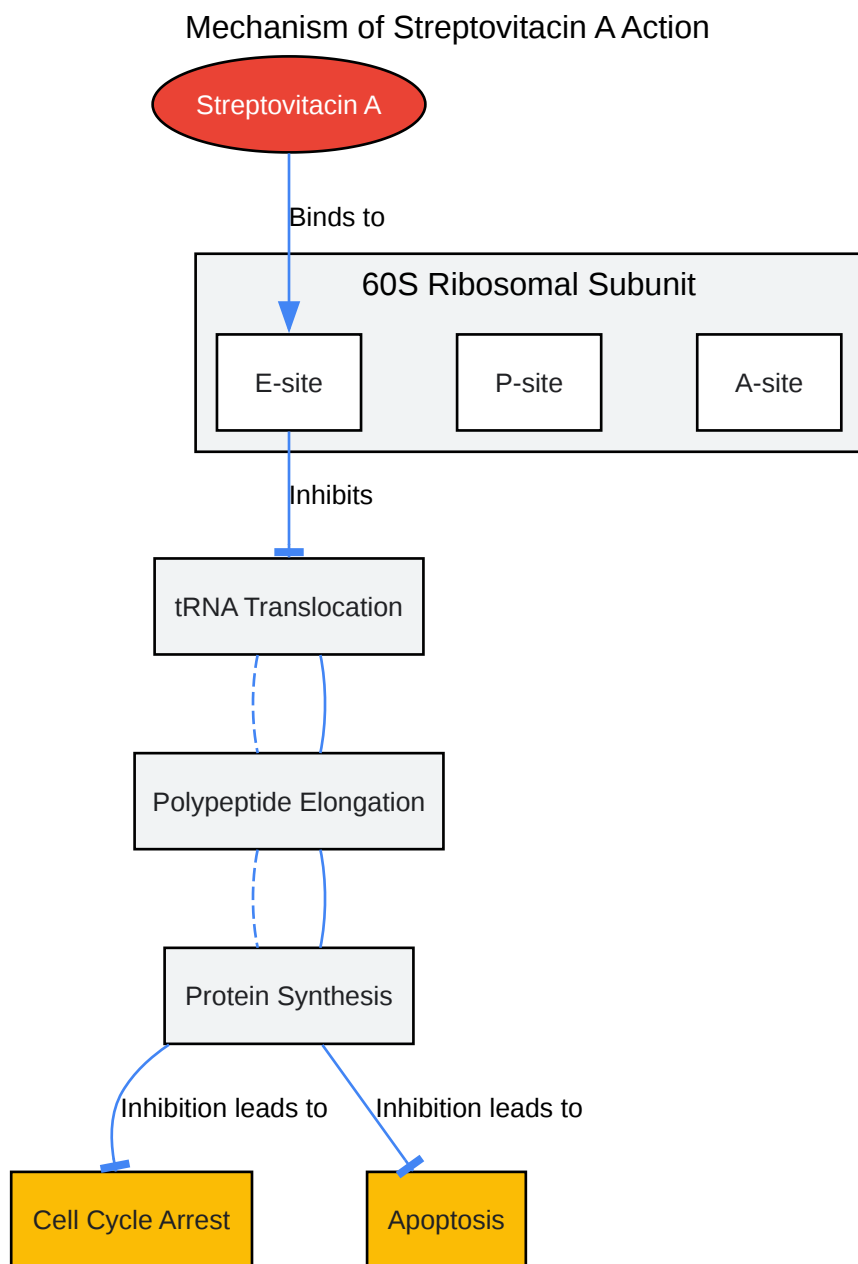 Mechanism of Streptovitacin A Action
Streptovitacin A
Binds to
60S Ribosomal Subunit
E-site
P-site
A-site
Inhibits
tRNA Translocation
Polypeptide Elongation
Protein Synthesis
Inhibition leads to
Inhibition leads to
Cell Cycle Arrest
Apoptosis